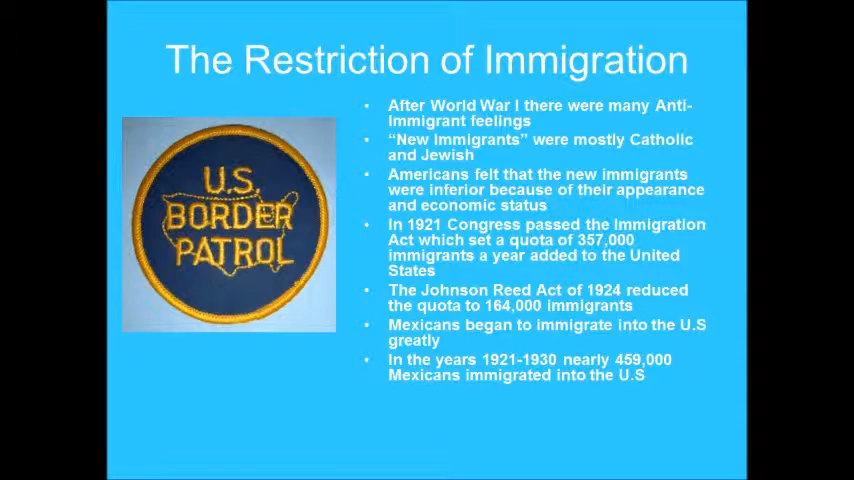 The Restriction of Immigration
U.S.
BORDER
PATROL
• After World War I there were many Anti-
Immigrant feelings
• “New Immigrants” were mostly Catholic
and Jewish
• Americans felt that the new immigrants
were inferior because of their appearance
and economic status
• In 1921 Congress passed the Immigration
Act which set a quota of 357,000
immigrants a year added to the United
States
• The Johnson Reed Act of 1924 reduced
the quota to 164,000 immigrants
• Mexicans began to immigrate into the U.S
greatly
• In the years 1921-1930 nearly 459,000
Mexicans immigrated into the U.S